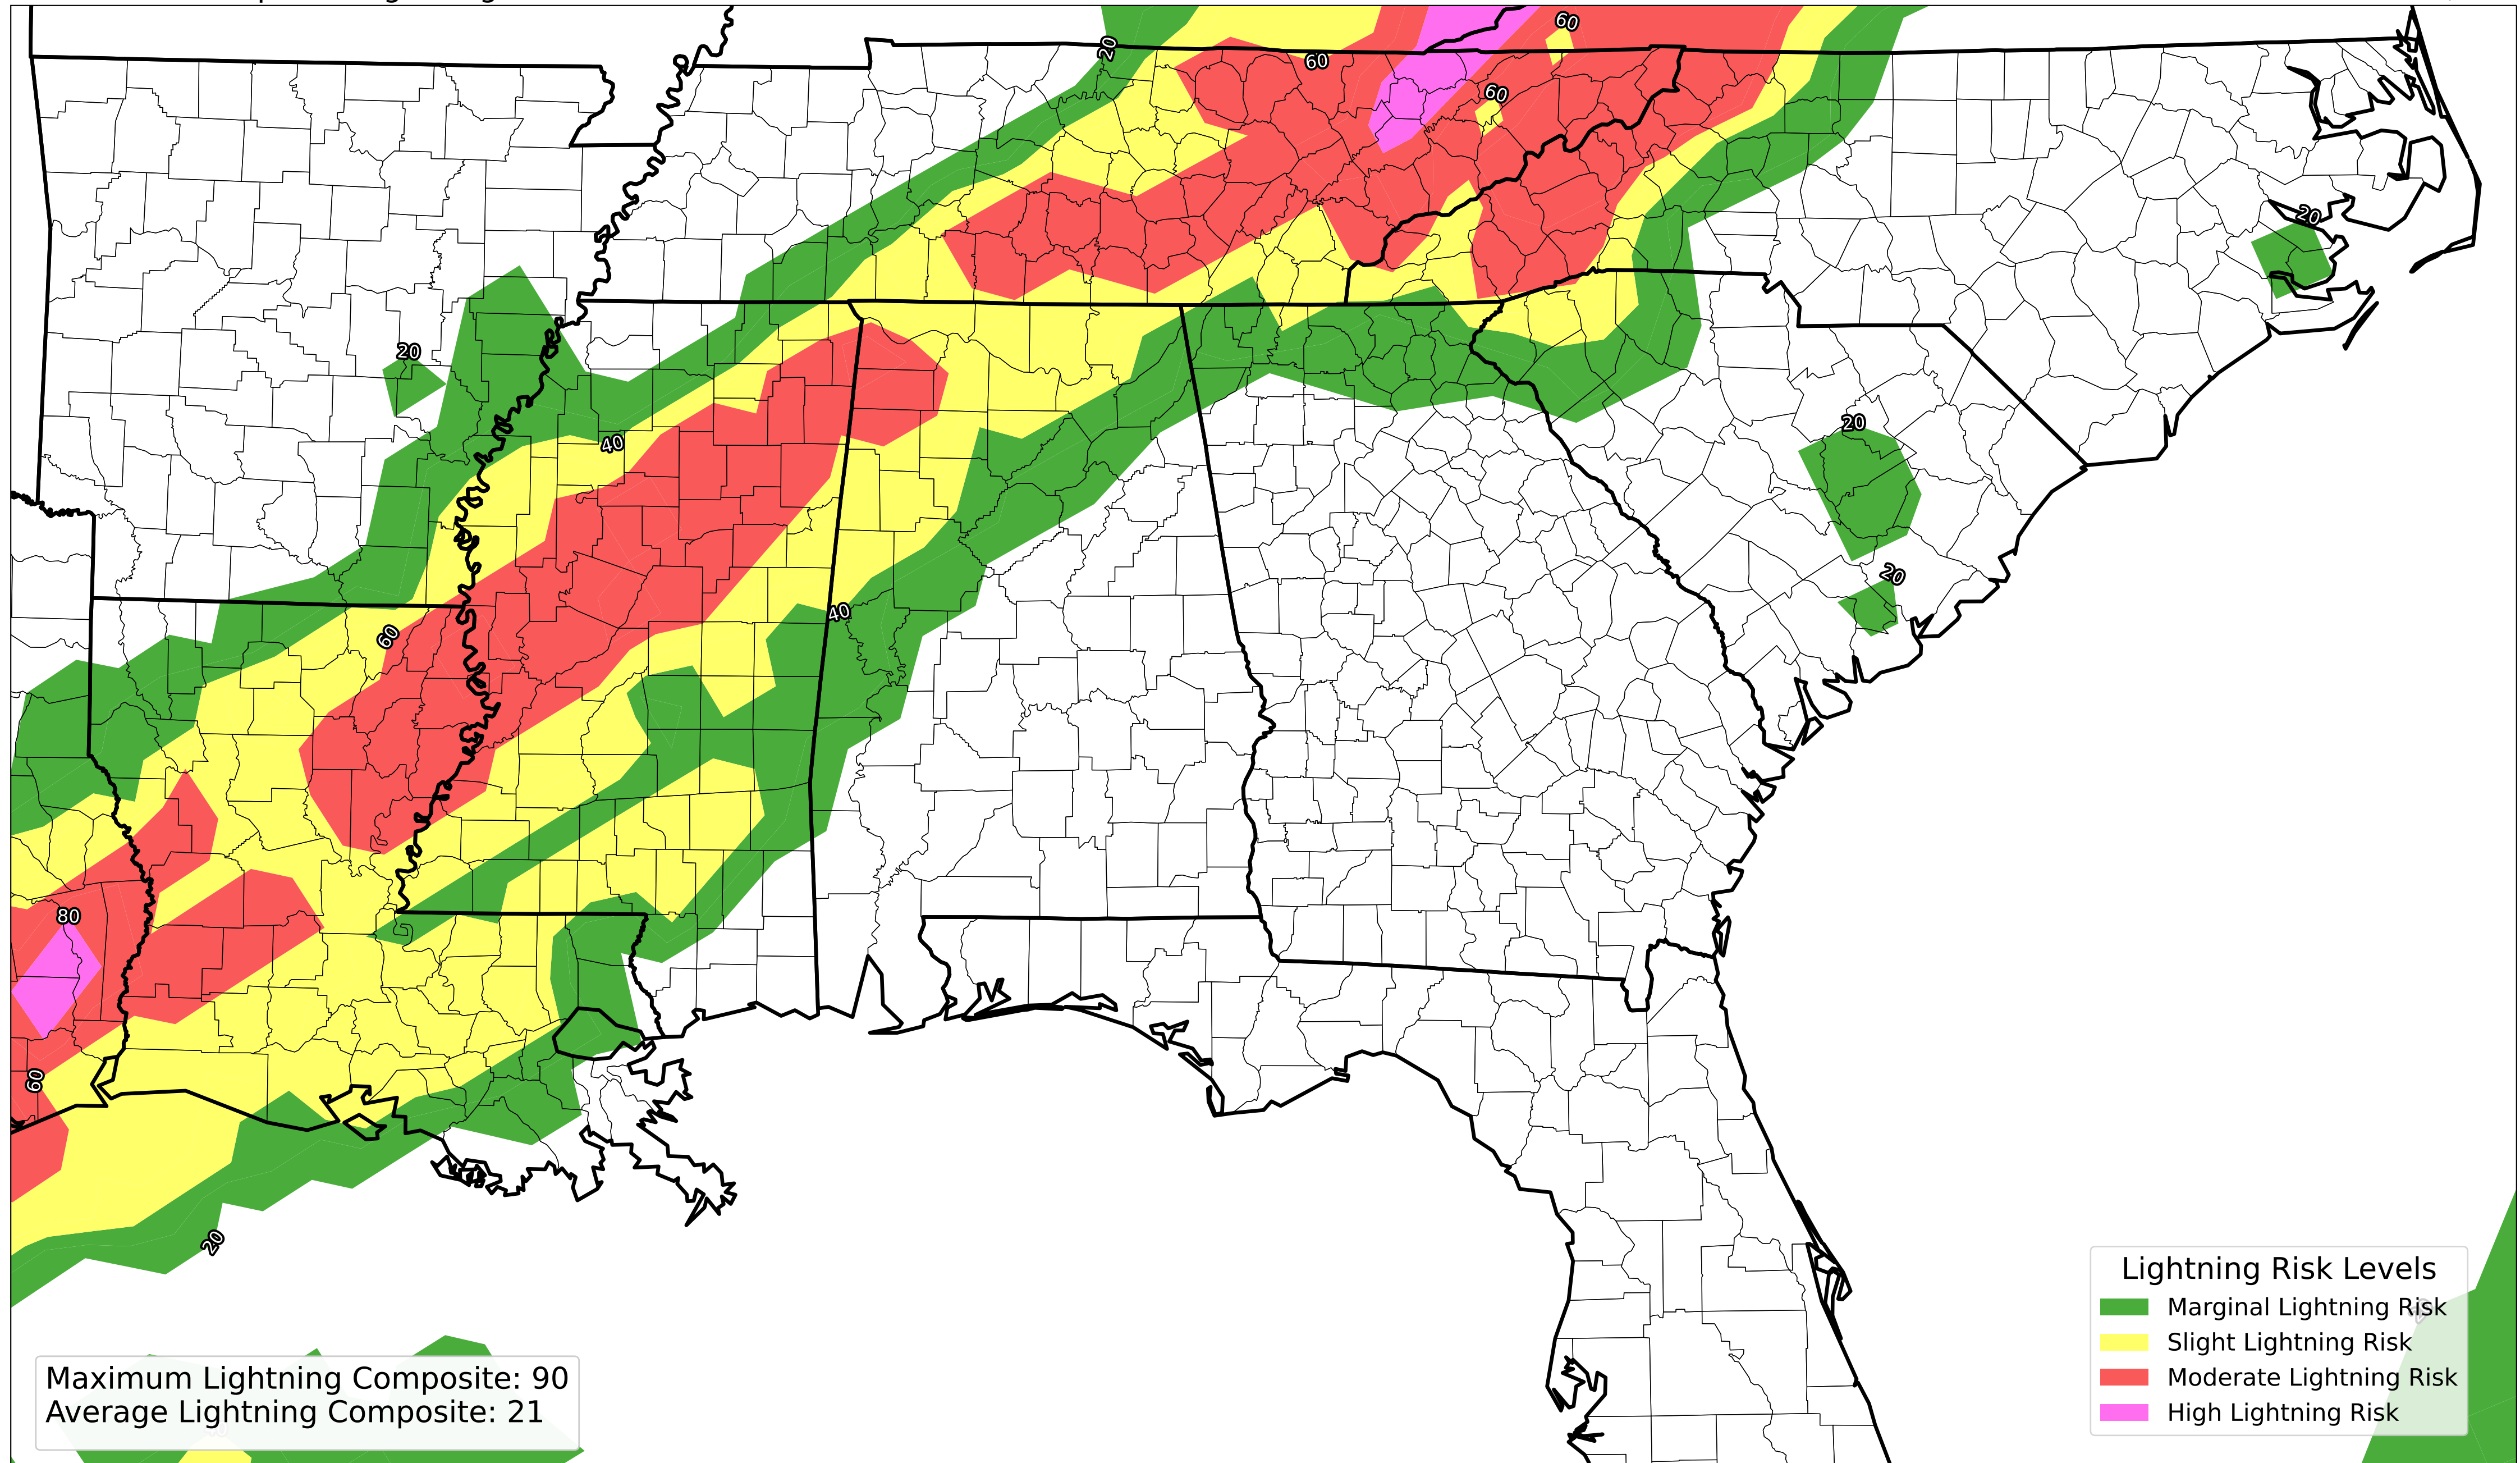 20
60
60
60
20
20
20
40
20
40
60
80
60
20
Lightning Risk Levels
Marginal Lightning Risk
Slight Lightning Risk
Moderate Lightning Risk
High Lightning Risk
Maximum Lightning Composite: 90
Average Lightning Composite: 21